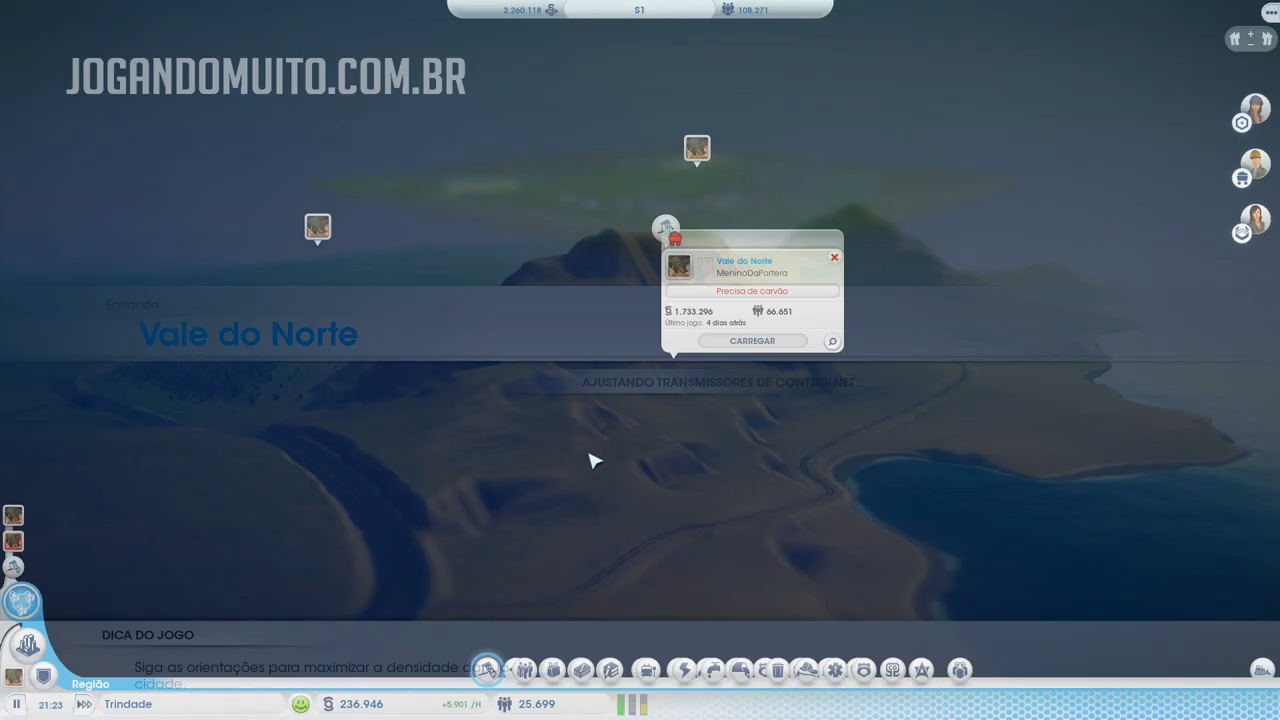 2.260.118
S1
108.271
JOGANDOMUITO.COM.BR
Vale do Norte
MeninoDaPortera
Precisa de carvão
1.733.296
66.651
Último jogo: 4 dias atrás
CARREGAR
Entrando
Vale do Norte
AJUSTANDO TRANSMISSORES DE CONTROLNET...
DICA DO JOGO
Siga as orientações para maximizar a densidade
cidade.
Região
21:23
Trindade
236.946
+5.901 /H
25.699